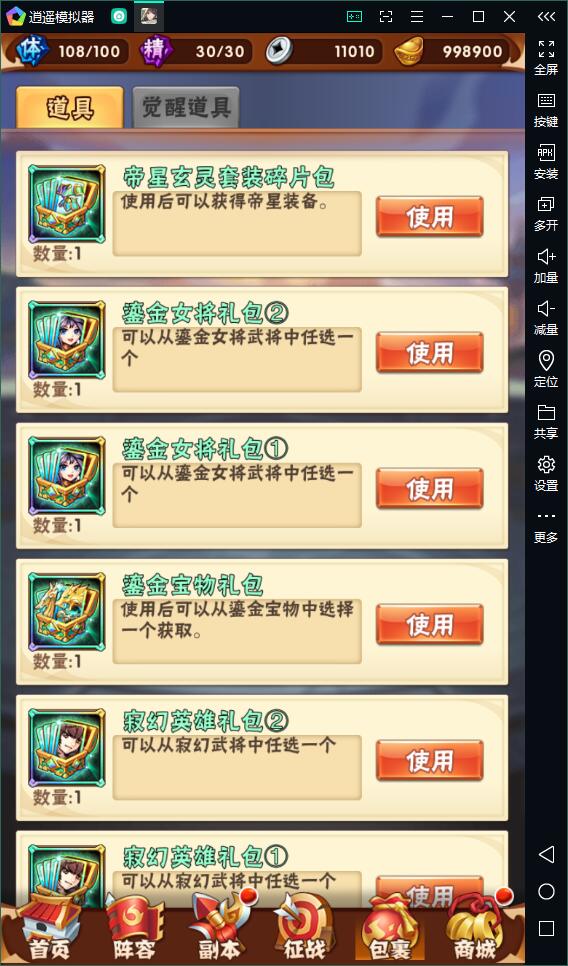 逍遥模拟器
体 108/100 精 30/30 11010 998900
全屏
按键
APK
安装
多开
加量
减量
定位
共享
设置
更多
道具 觉醒道具
帝星玄灵套装碎片包
使用后可以获得帝星装备。
使用
数量:1
鎏金女将礼包②
可以从鎏金女将武将中任选一
个
使用
数量:1
鎏金女将礼包①
可以从鎏金女将武将中任选一
个
使用
数量:1
鎏金宝物礼包
使用后可以从鎏金宝物中选择
一个获取。
使用
数量:1
寂幻英雄礼包②
可以从寂幻武将中任选一个
使用
数量:1
寂幻英雄礼包①
可以从寂幻武将中任选一个
使用
首页 阵容 副本 征战 包裹 商城